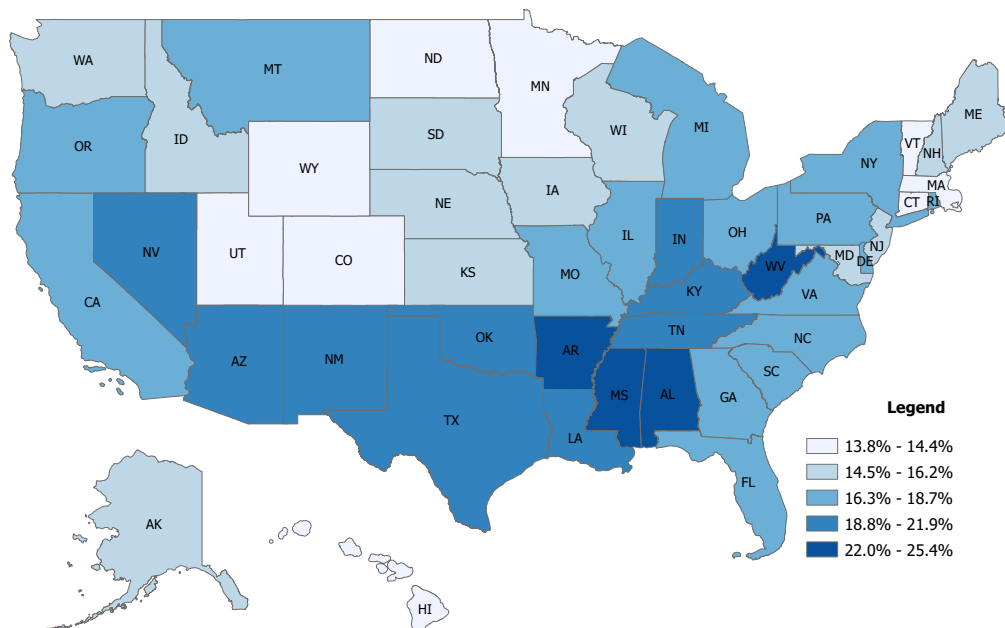 WA
MT
ND
MN
OR
ID
SD
WI
MI
ME
VT
NH
NY
MA
CT
RI
WY
IA
NE
PA
NJ
NV
UT
CO
KS
IL
IN
OH
MD
DE
WV
VA
MO
KY
CA
AZ
NM
OK
AR
TN
NC
SC
MS
AL
GA
TX
LA
FL
AK
HI
Legend
13.8% - 14.4%
14.5% - 16.2%
16.3% - 18.7%
18.8% - 21.9%
22.0% - 25.4%